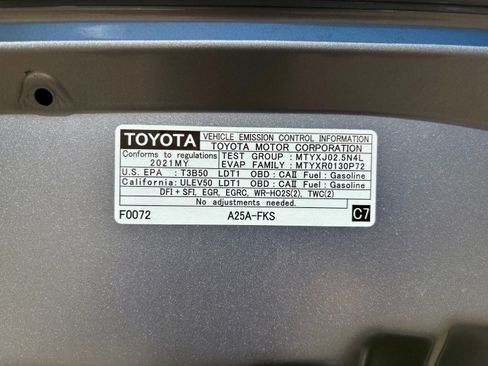 TOYOTA VEHICLE EMISSION CONTROL INFORMATION
TOYOTA MOTOR CORPORATION
Conforms to regulations
2021MY
TEST GROUP : MTYXJ02.5N4L
EVAP FAMILY : MTYXR0130P72
U.S. EPA : T3B50 LDT1 OBD : CAII Fuel : Gasoline
California: ULEV50 LDT1 OBD : CAII Fuel : Gasoline
DFI + SFI, EGR, EGRC, WR-HO2S(2), TWC(2)
No adjustments needed.
F0072 A25A-FKS C7